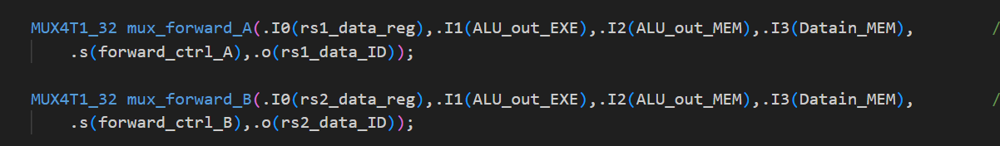 MUX4T1_32 mux_forward_A(.I0(rs1_data_reg),.I1(ALU_out_EXE),.I2(ALU_out_MEM),.I3(Datain_MEM), /
.s(forward_ctrl_A),.o(rs1_data_ID));
MUX4T1_32 mux_forward_B(.I0(rs2_data_reg),.I1(ALU_out_EXE),.I2(ALU_out_MEM),.I3(Datain_MEM), /
.s(forward_ctrl_B),.o(rs2_data_ID));